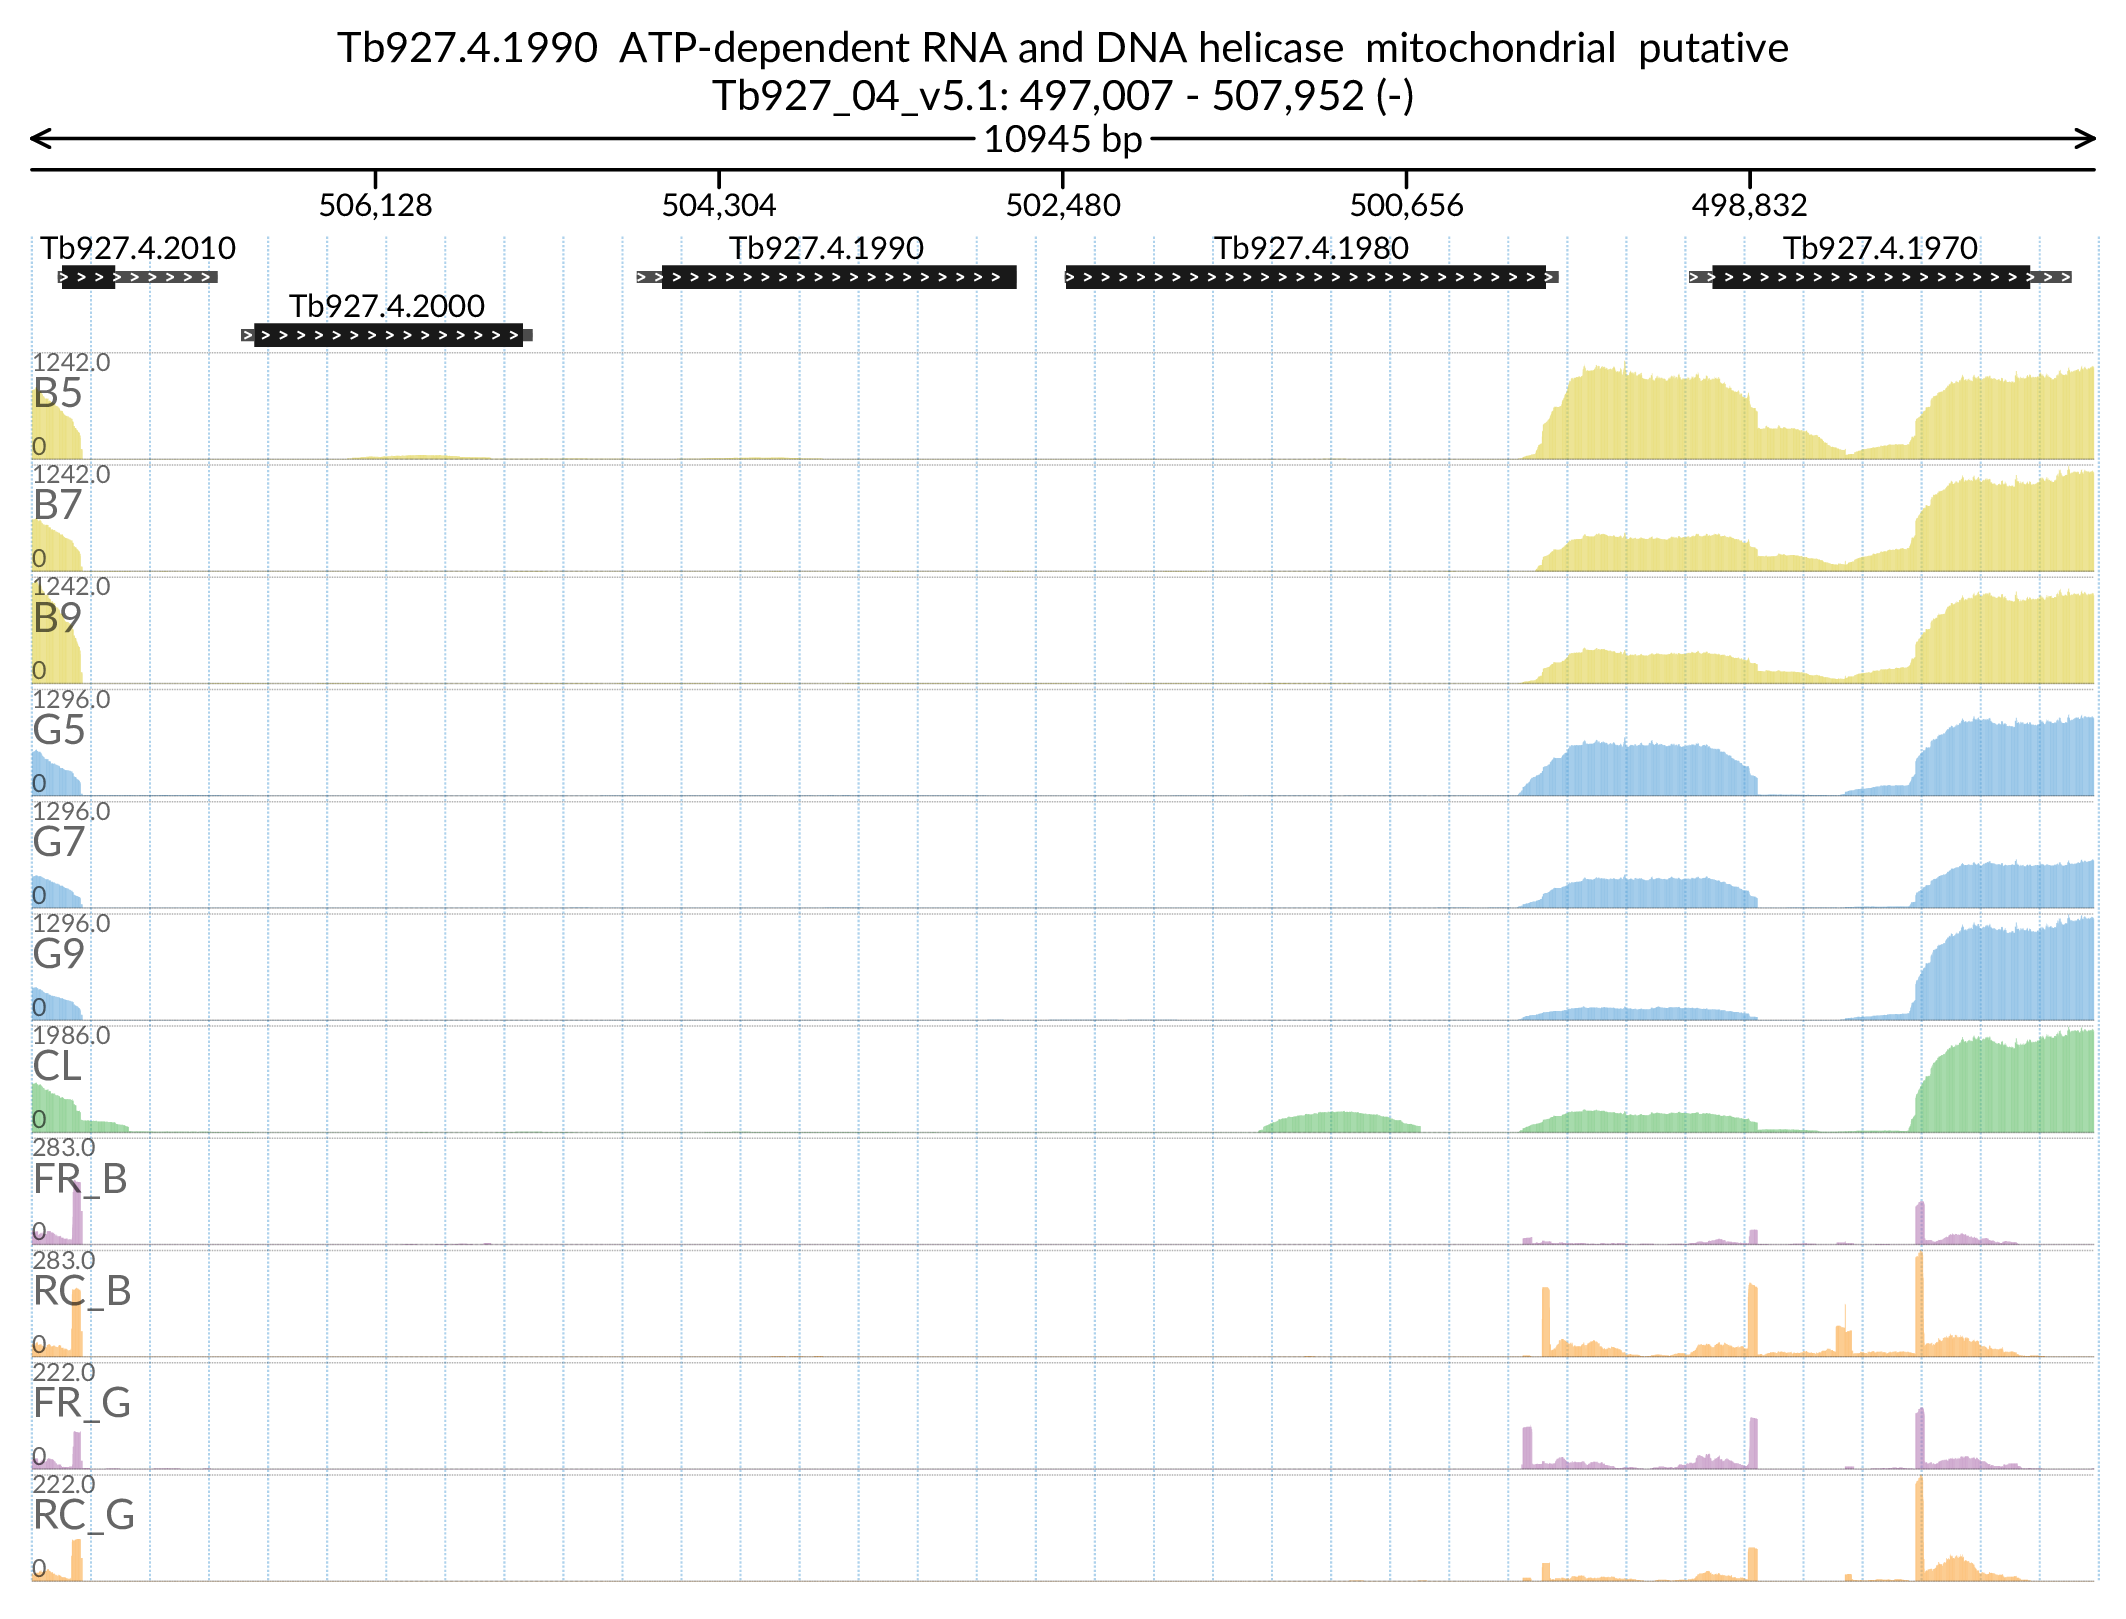 Tb927.4.1990 ATP-dependent RNA and DNA helicase mitochondrial putative
Tb927_04_v5.1: 497,007 - 507,952 (-)
10945 bp
506,128 504,304 502,480 500,656 498,832
Tb927.4.2010 Tb927.4.1990 Tb927.4.1980 Tb927.4.1970
Tb927.4.2000
1242.0
B5
0
1242.0
B7
0
1242.0
B9
0
1296.0
G5
0
1296.0
G7
0
1296.0
G9
0
1986.0
CL
0
283.0
FR_B
0
283.0
RC_B
0
222.0
FR_G
0
222.0
RC_G
0